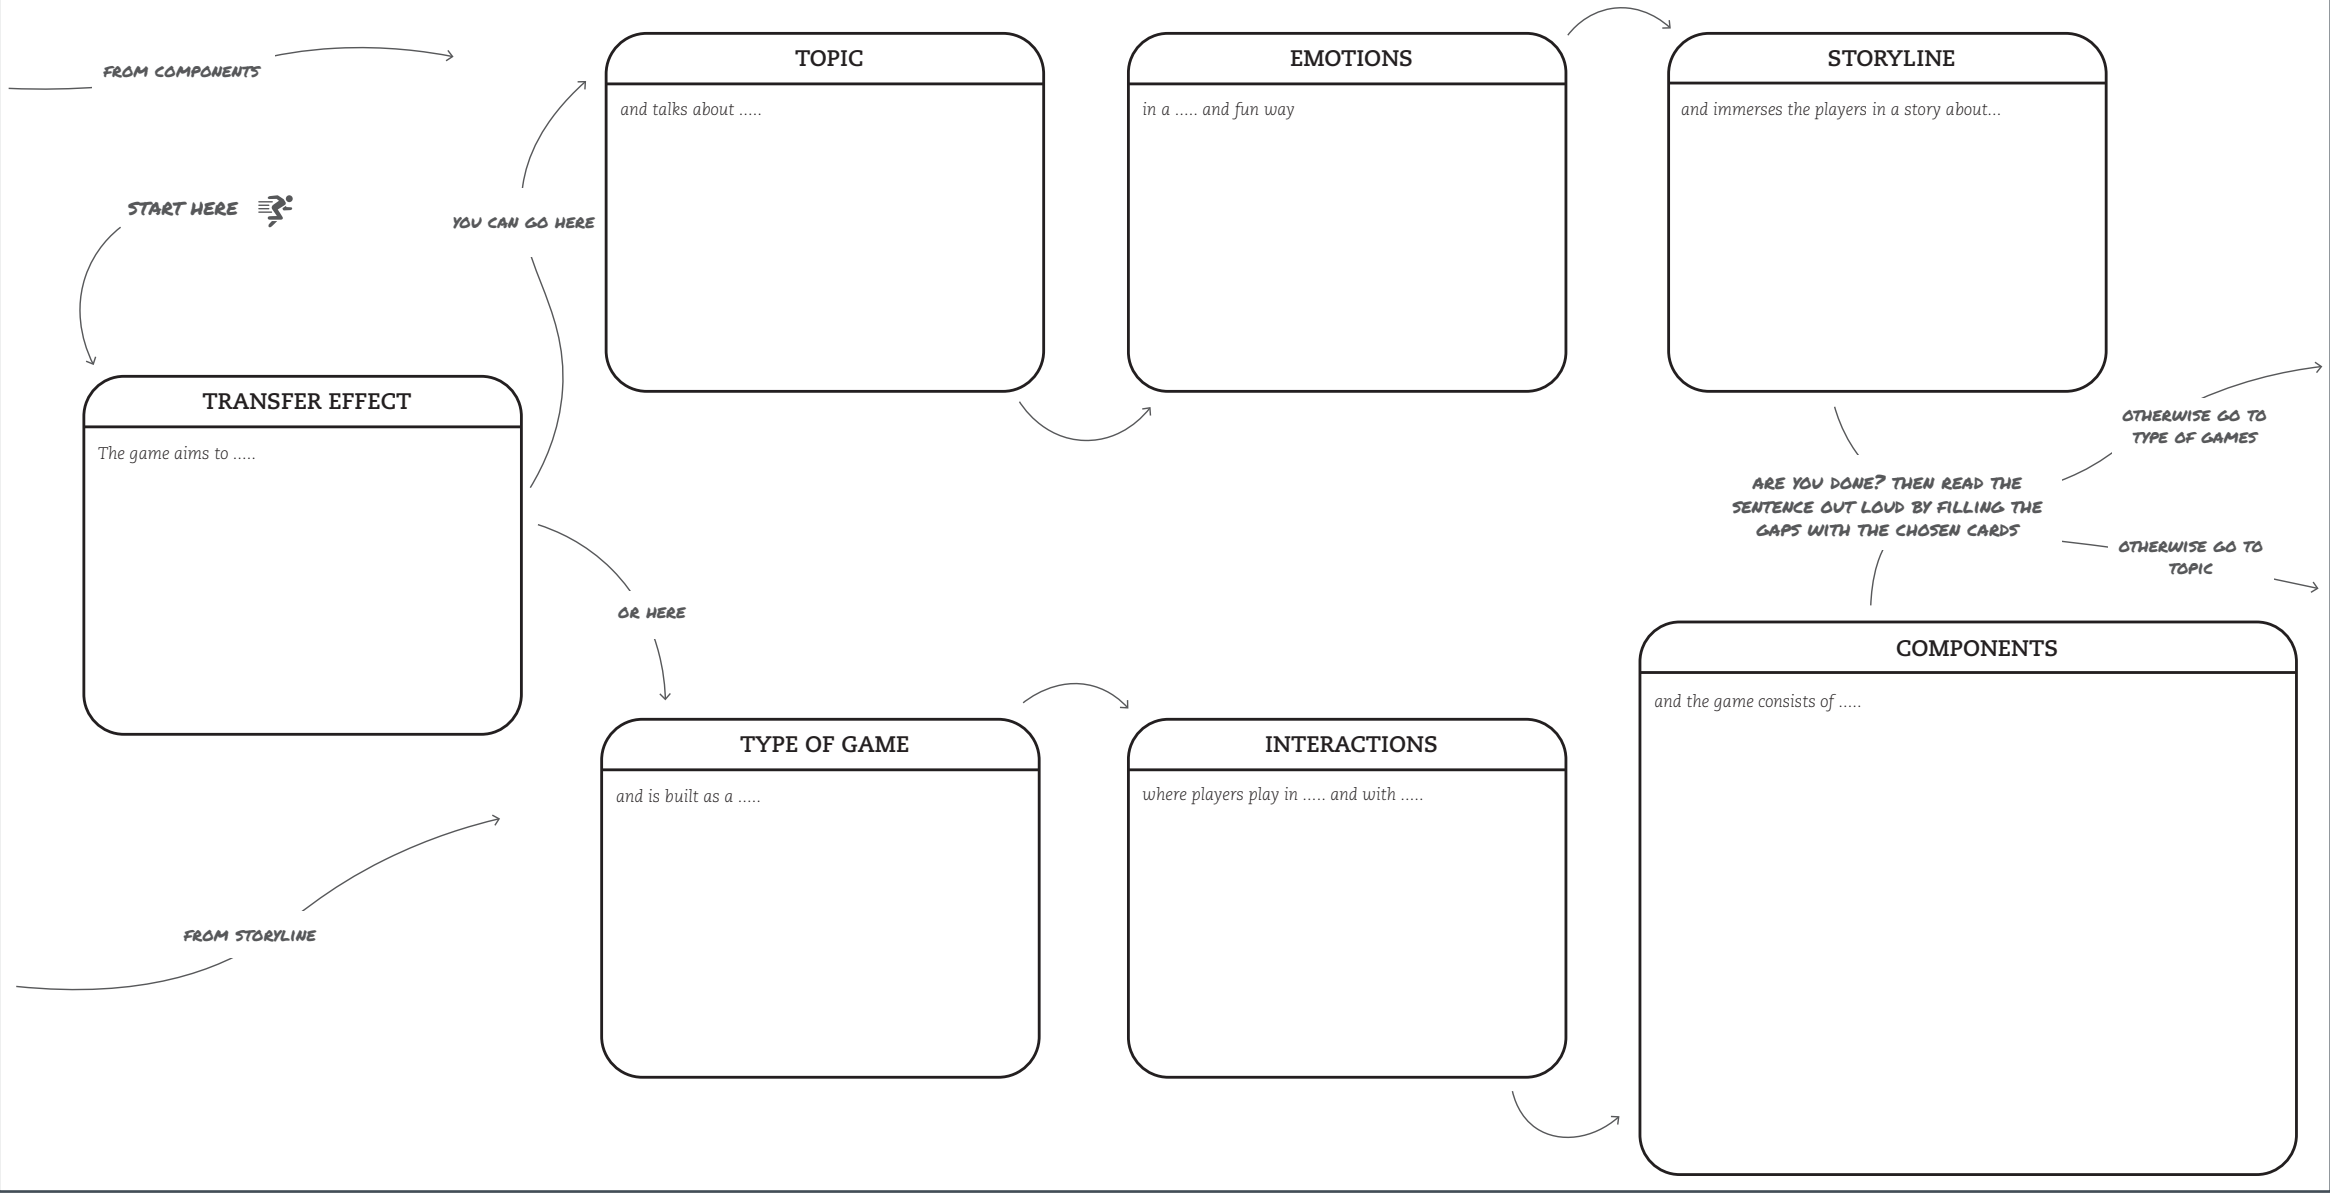 FROM COMPONENTS
START HERE
YOU CAN GO HERE
TRANSFER EFFECT
The game aims to .....
TOPIC
and talks about .....
EMOTIONS
in a ..... and fun way
STORYLINE
and immerses the players in a story about...
OR HERE
FROM STORYLINE
TYPE OF GAME
and is built as a .....
INTERACTIONS
where players play in ..... and with .....
COMPONENTS
and the game consists of .....
ARE YOU DONE? THEN READ THE
SENTENCE OUT LOUD BY FILLING THE
GAPS WITH THE CHOSEN CARDS
OTHERWISE GO TO
TYPE OF GAMES
OTHERWISE GO TO
TOPIC